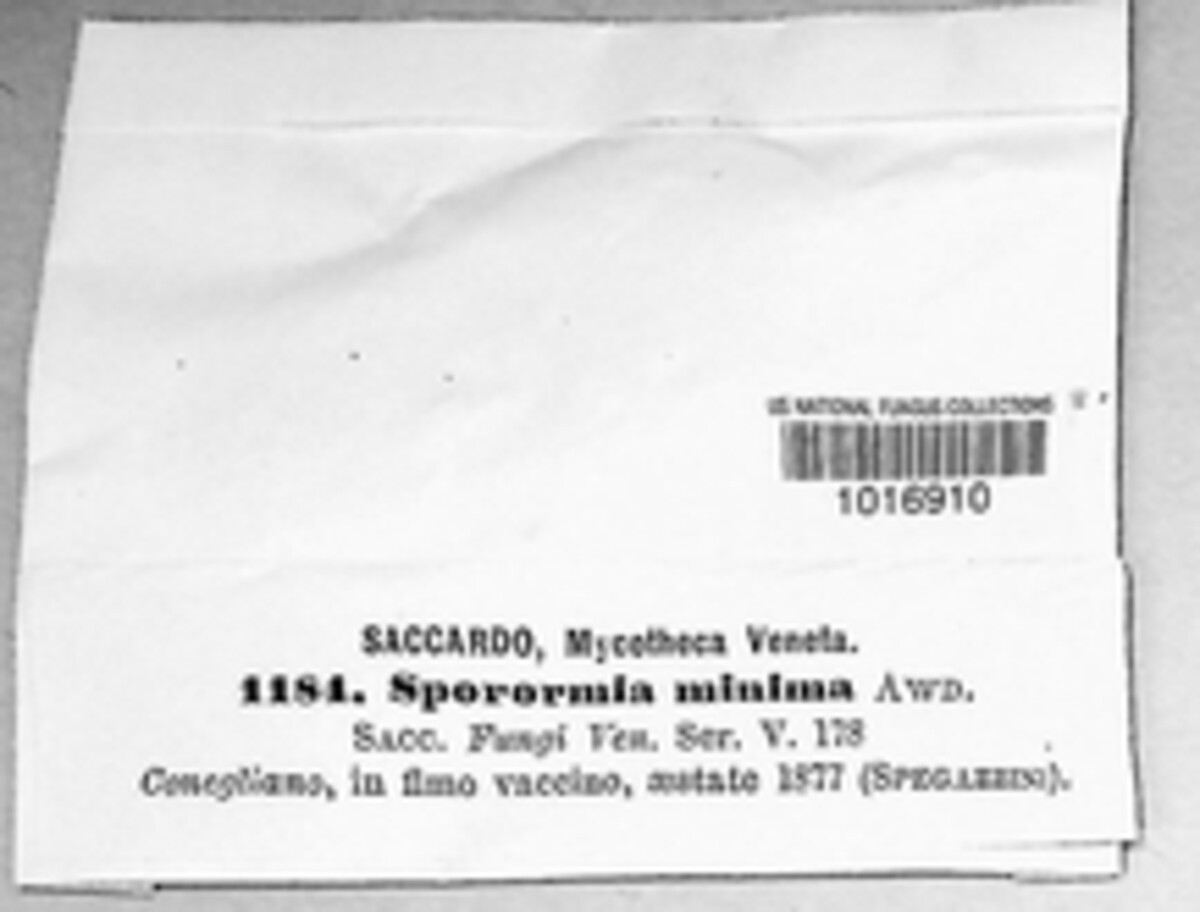 US NATIONAL FUNGUS COLLECTIONS
1016910
SACCARDO, Mycotheca Veneta.
1184. Sporormia minima AWD.
SACC. Fungi Ven. Ser. V. 178
Conegliano, in fimo vaccino, æstate 1877 (SPEGAZZINI).